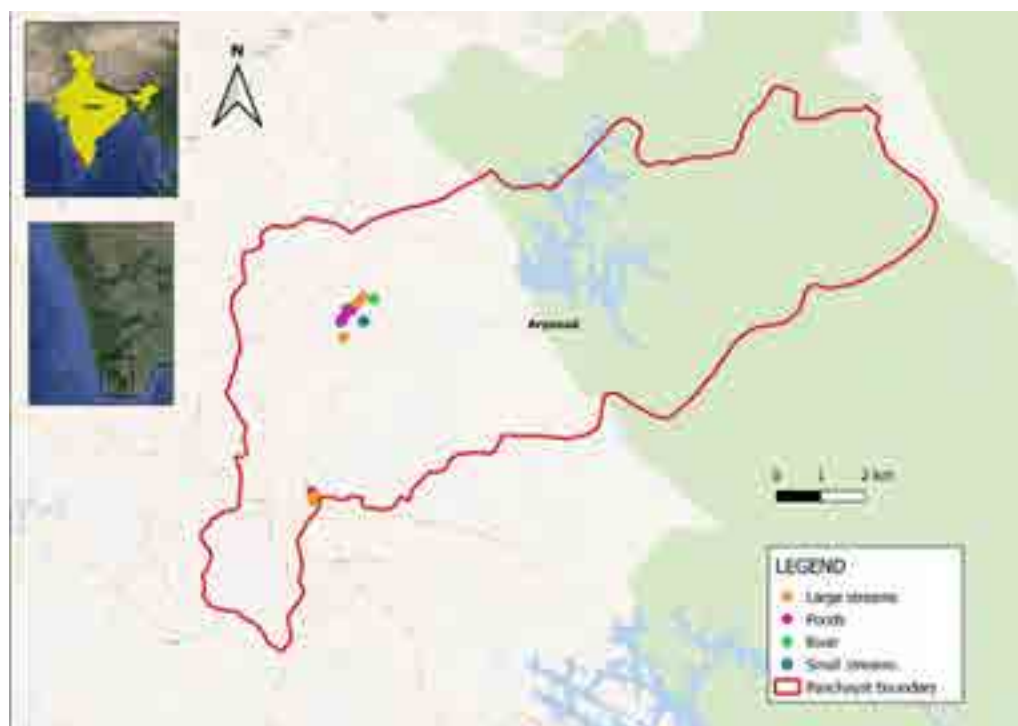 N
Aryanad
0 1 2 km
LEGEND
Large streams
Ponds
River
Small streams
Panchayat boundary